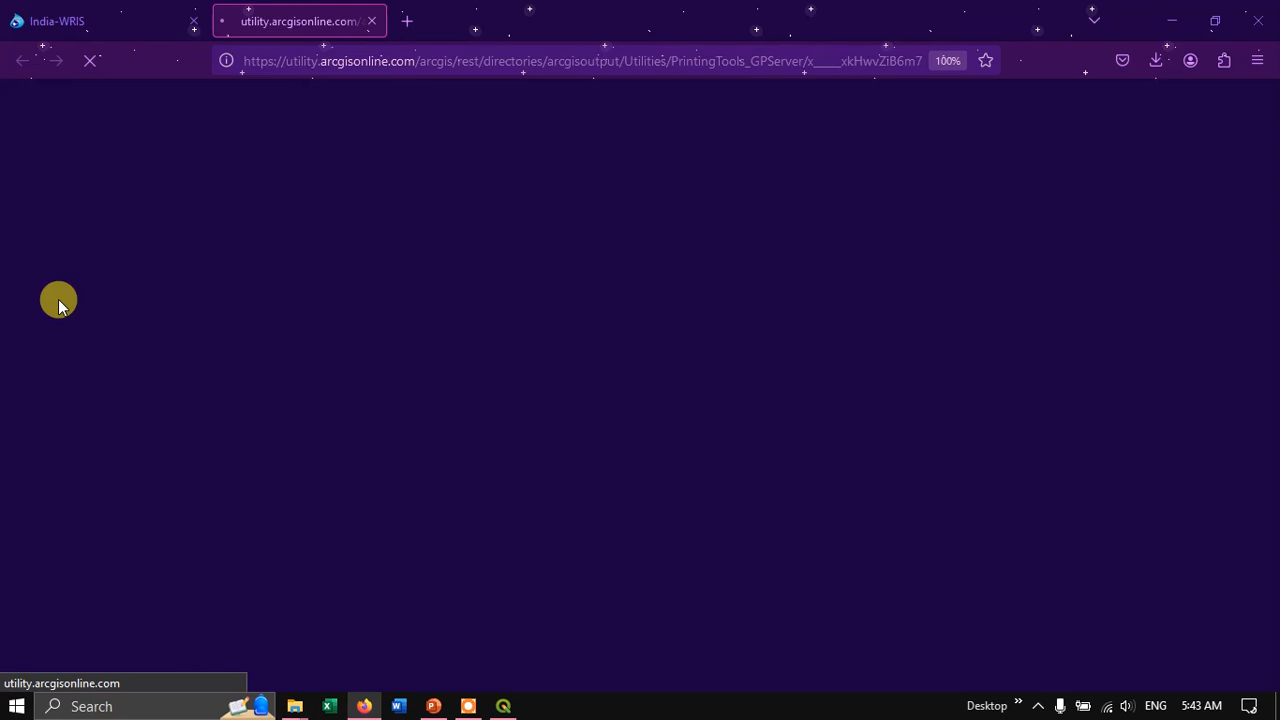 India-WRIS
utility.arcgisonline.com/
https://utility.arcgisonline.com/arcgis/rest/directories/arcgisoutput/Utilities/PrintingTools_GPServer/x_____xkHwvZiB6m7
100%
utility.arcgisonline.com
Search
Desktop
ENG
5:43 AM